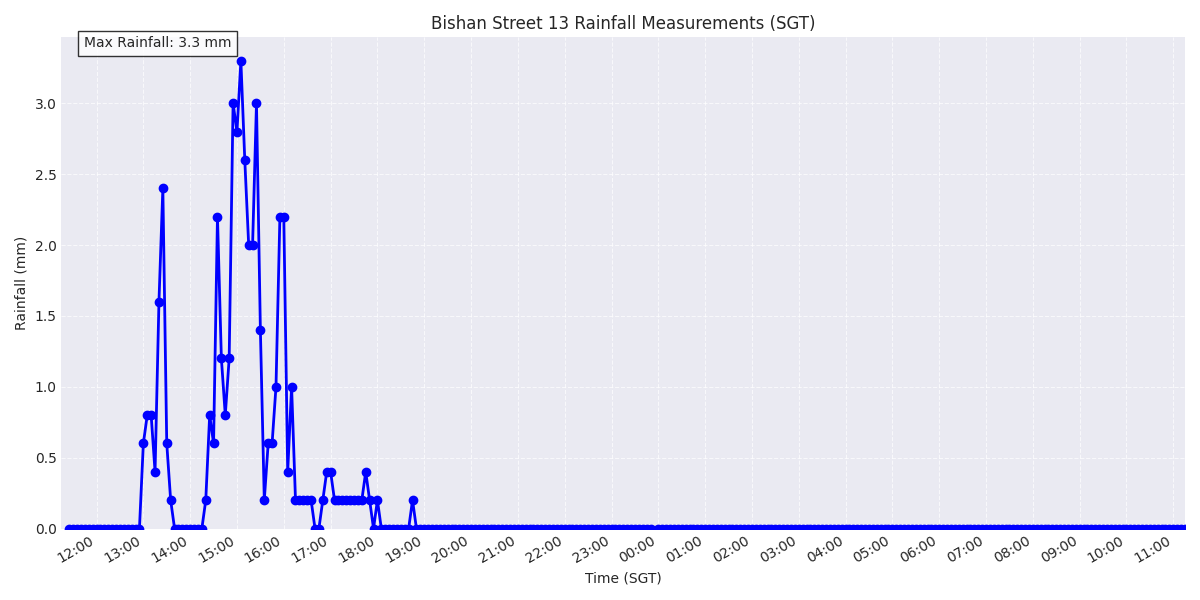 Bishan Street 13 Rainfall Measurements (SGT)
Max Rainfall: 3.3 mm
Rainfall (mm)
3.0
2.5
2.0
1.5
1.0
0.5
0.0
12:00 13:00 14:00 15:00 16:00 17:00 18:00 19:00 20:00 21:00 22:00 23:00 00:00 01:00 02:00 03:00 04:00 05:00 06:00 07:00 08:00 09:00 10:00 11:00
Time (SGT)